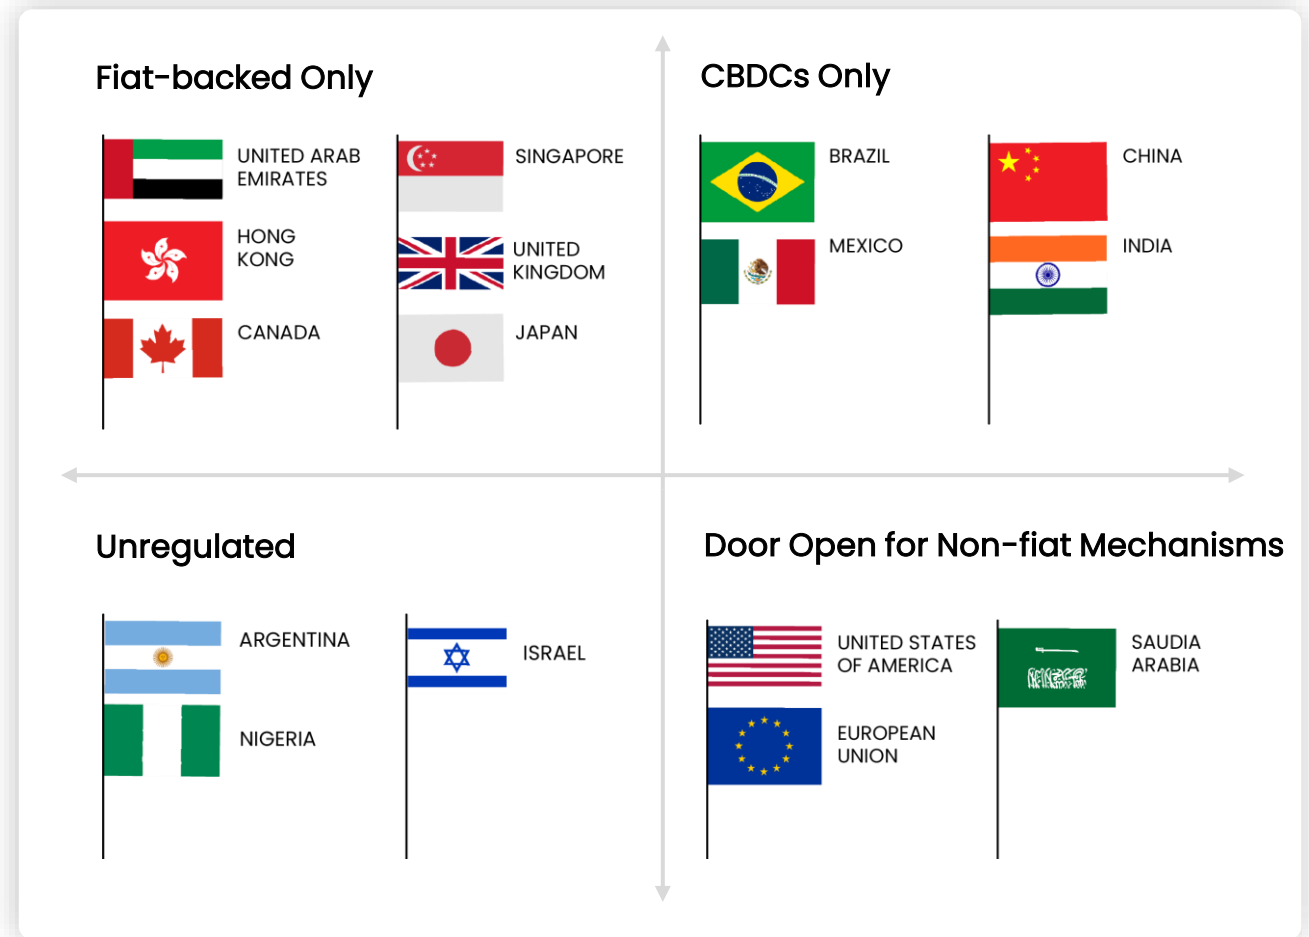 Fiat-backed Only
UNITED ARAB
EMIRATES
HONG
KONG
CANADA
SINGAPORE
UNITED
KINGDOM
JAPAN
CBDCs Only
BRAZIL
MEXICO
CHINA
INDIA
Unregulated
ARGENTINA
NIGERIA
ISRAEL
Door Open for Non-fiat Mechanisms
UNITED STATES
OF AMERICA
EUROPEAN
UNION
SAUDIA
ARABIA